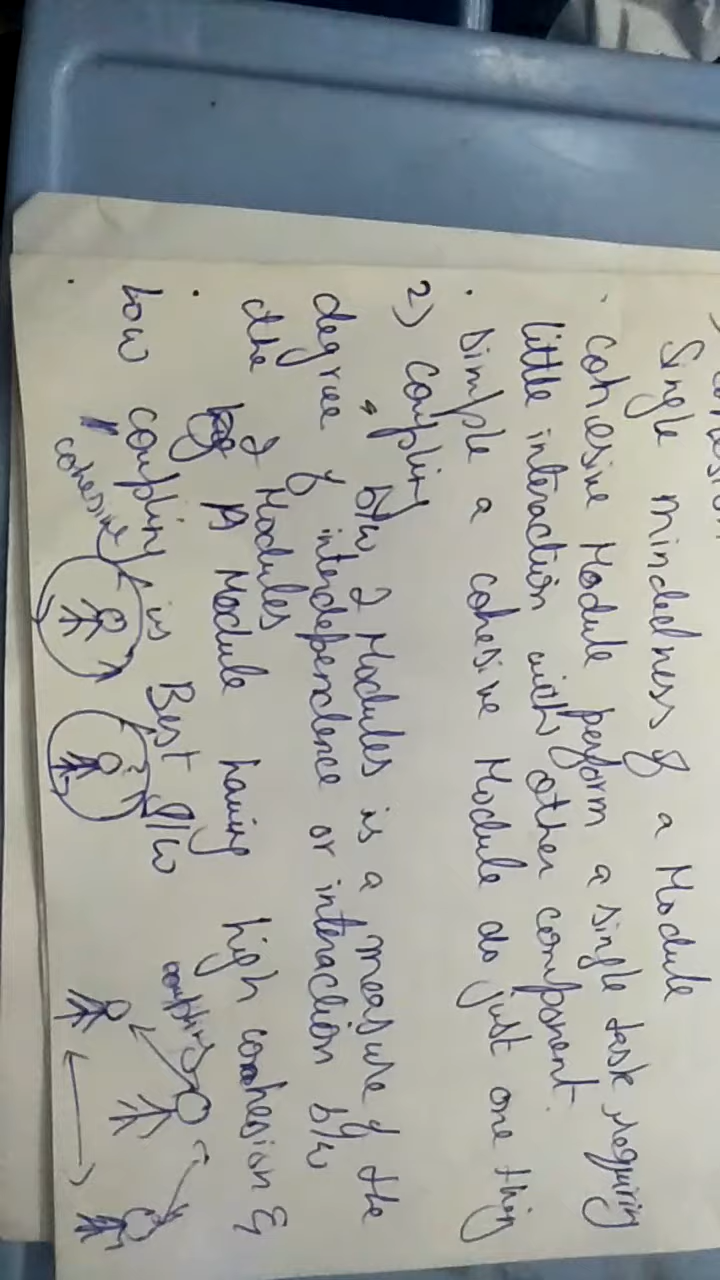 Single mindedness of a Module
· cohesive Module perform a single task requiring
little interaction with other component
· Simple a cohesive Module do just one thing
2) Coupling
b/w 2 Modules is a measure of the
degree of interdependence or interaction b/w
the 2 Modules
· A Module having high cohesion &
low coupling is Best S/W
cohesive
coupling